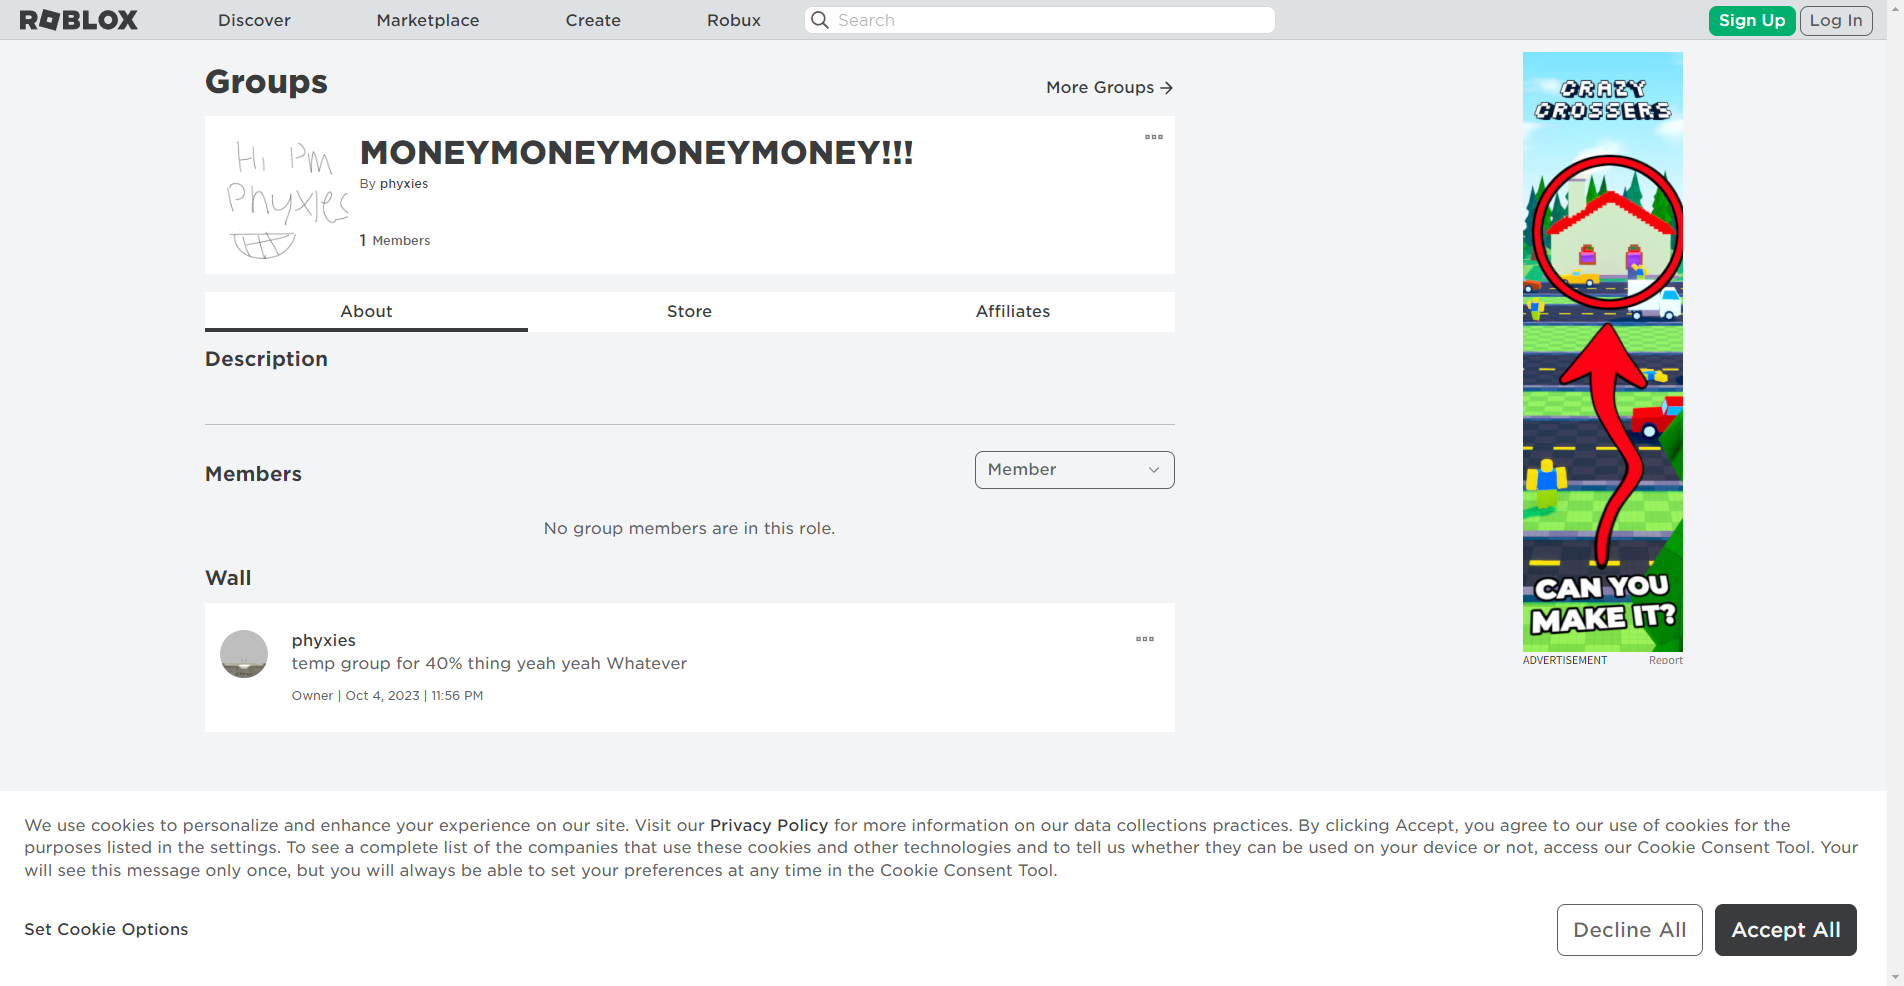 ROBLOX
Discover
Marketplace
Create
Robux
Search
Sign Up
Log In
Groups
More Groups
Hi I'm
Phyxies
MONEYMONEYMONEYMONEY!!!
By phyxies
1 Members
About
Store
Affiliates
Description
Members
Member
No group members are in this role.
Wall
phyxies
temp group for 40% thing yeah yeah Whatever
Owner | Oct 4, 2023 | 11:56 PM
CRAZY
CROSSERS
CAN YOU
MAKE IT?
ADVERTISEMENT
Report
We use cookies to personalize and enhance your experience on our site. Visit our Privacy Policy for more information on our data collections practices. By clicking Accept, you agree to our use of cookies for the
purposes listed in the settings. To see a complete list of the companies that use these cookies and other technologies and to tell us whether they can be used on your device or not, access our Cookie Consent Tool. Your
will see this message only once, but you will always be able to set your preferences at any time in the Cookie Consent Tool.
Set Cookie Options
Decline All
Accept All